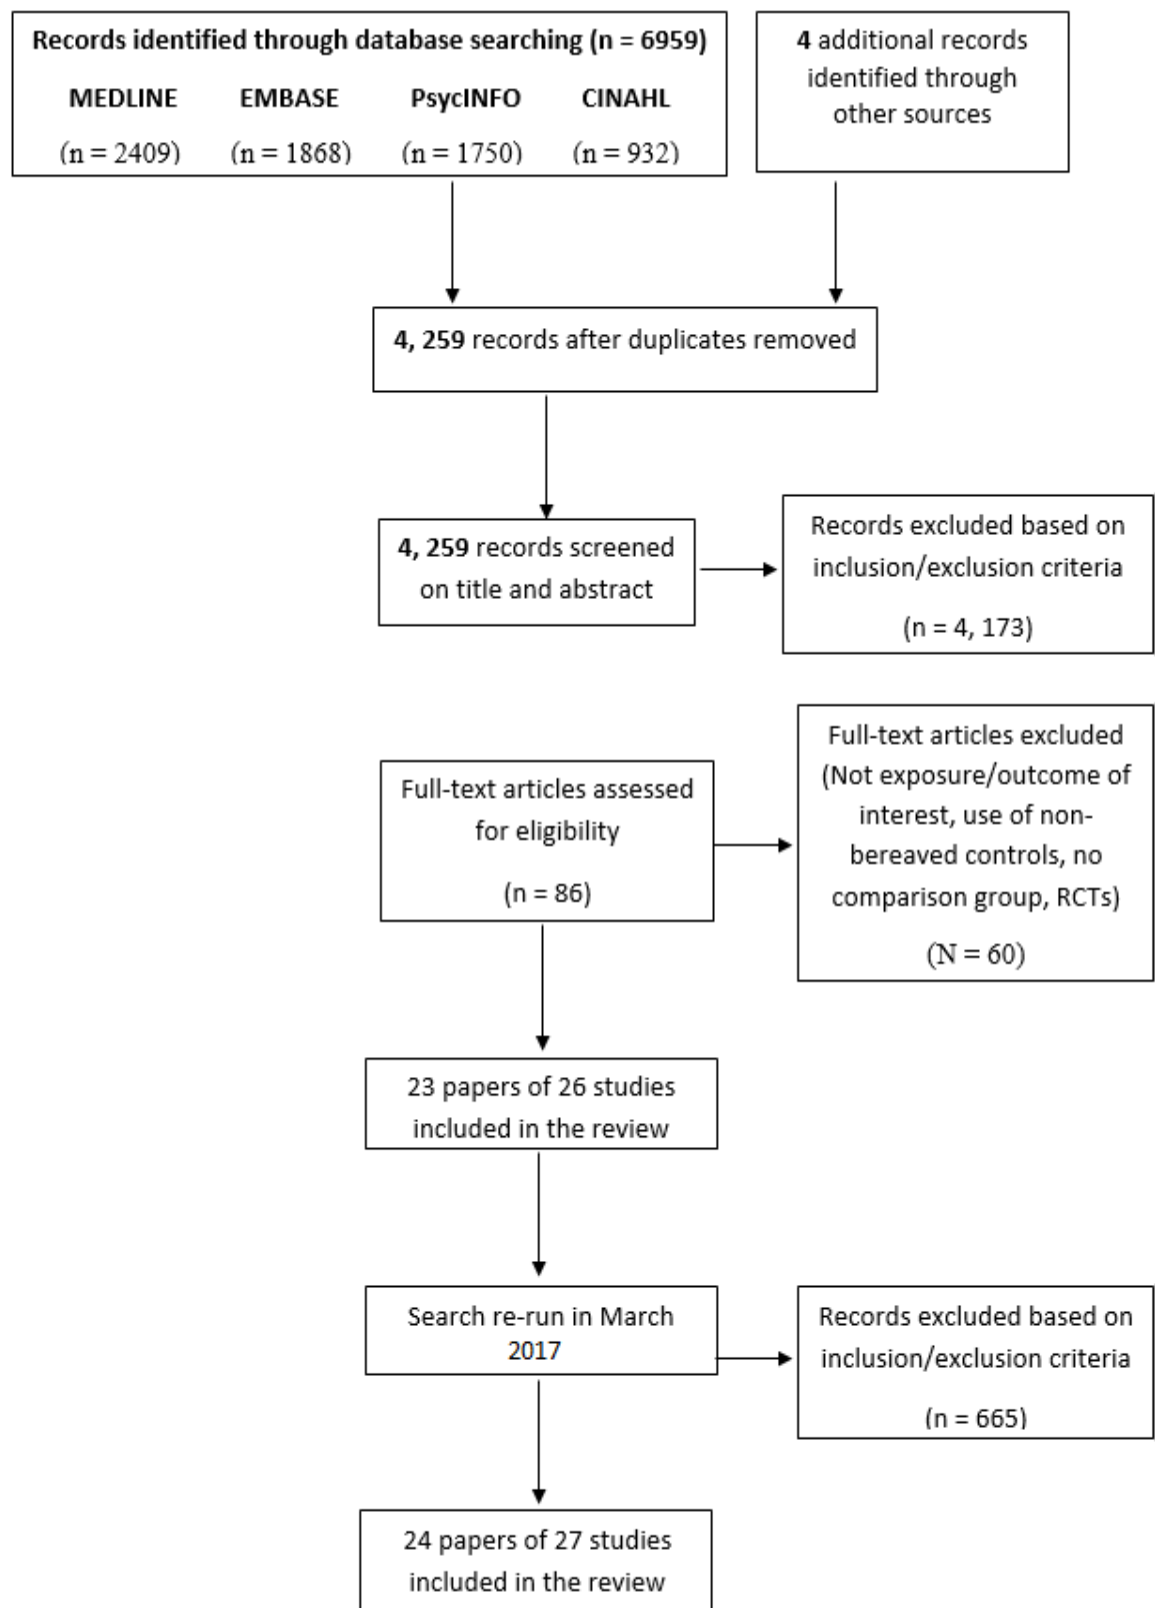 Records identified through database searching (n = 6959)
MEDLINE EMBASE PsycINFO CINAHL
(n = 2409) (n = 1868) (n = 1750) (n = 932)
4 additional records
identified through
other sources
4, 259 records after duplicates removed
4, 259 records screened
on title and abstract
Records excluded based on
inclusion/exclusion criteria
(n = 4, 173)
Full-text articles assessed
for eligibility
(n = 86)
Full-text articles excluded
(Not exposure/outcome of
interest, use of non-
bereaved controls, no
comparison group, RCTs)
(N = 60)
23 papers of 26 studies
included in the review
Search re-run in March
2017
Records excluded based on
inclusion/exclusion criteria
(n = 665)
24 papers of 27 studies
included in the review